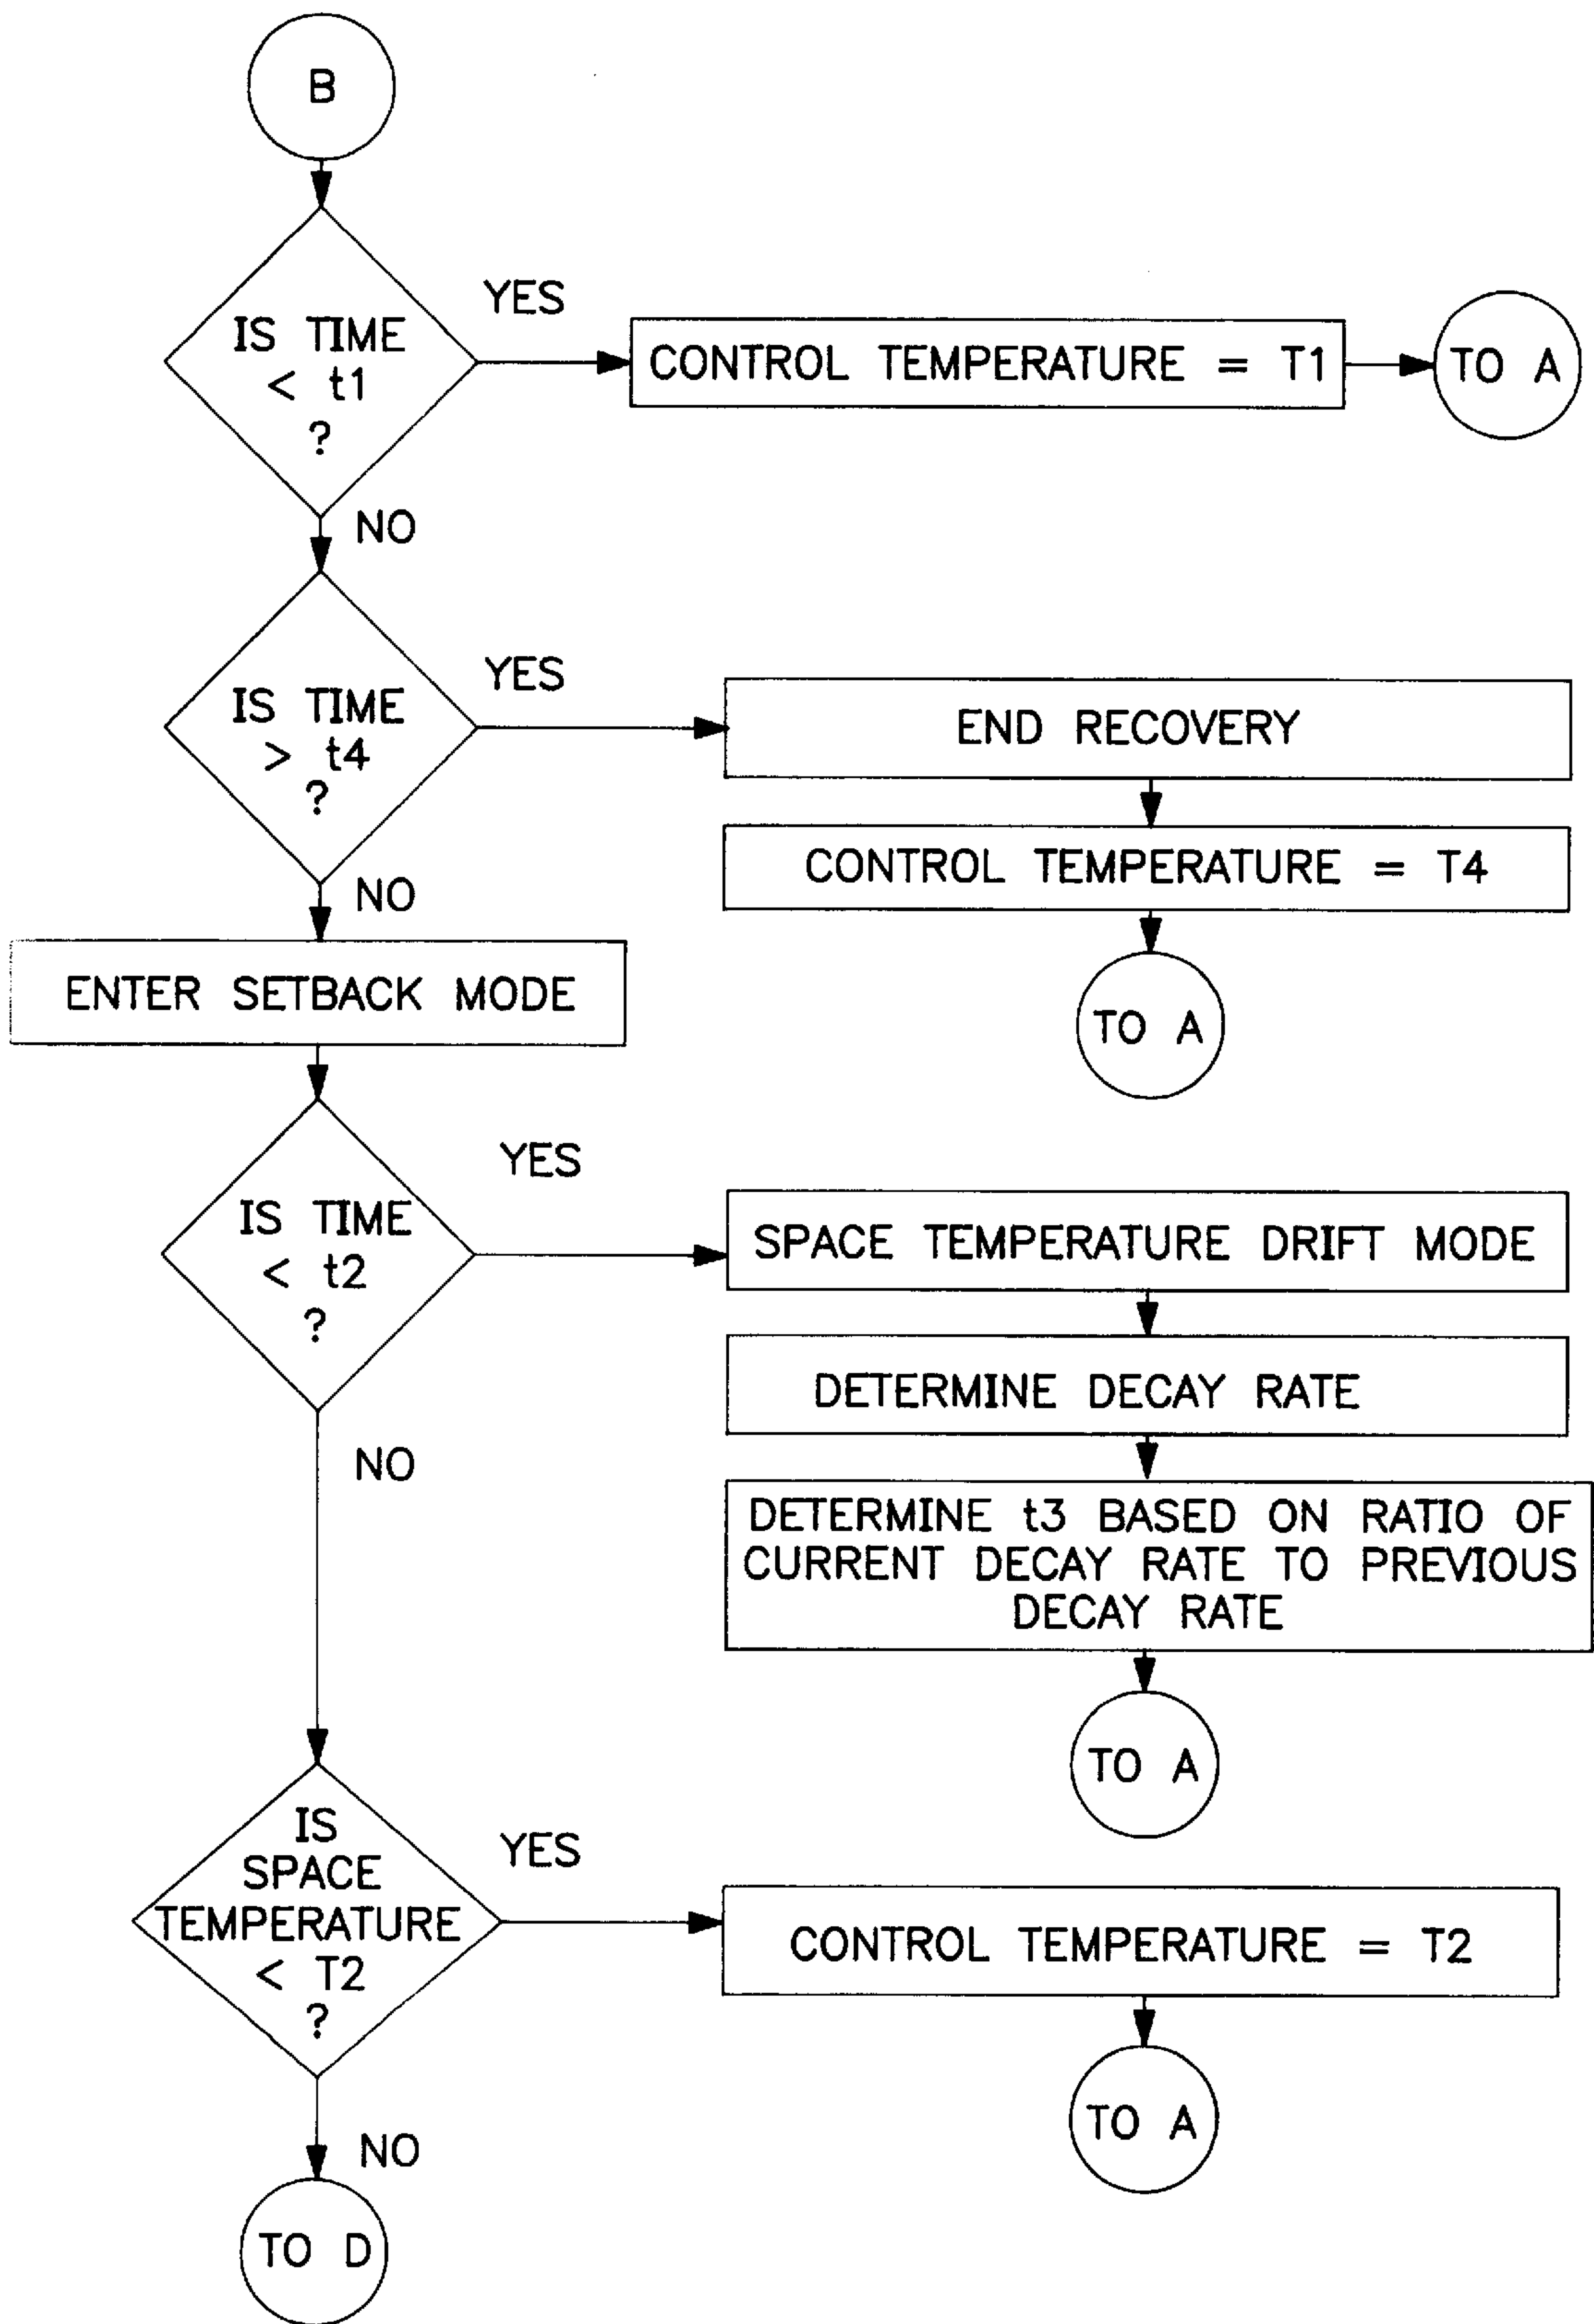 B
IS TIME
< t1
?
YES
CONTROL TEMPERATURE = T1
TO A
NO
IS TIME
> t4
?
YES
END RECOVERY
CONTROL TEMPERATURE = T4
TO A
NO
ENTER SETBACK MODE
IS TIME
< t2
?
YES
SPACE TEMPERATURE DRIFT MODE
DETERMINE DECAY RATE
DETERMINE t3 BASED ON RATIO OF
CURRENT DECAY RATE TO PREVIOUS
DECAY RATE
TO A
NO
IS
SPACE
TEMPERATURE
< T2
?
YES
CONTROL TEMPERATURE = T2
TO A
NO
TO D